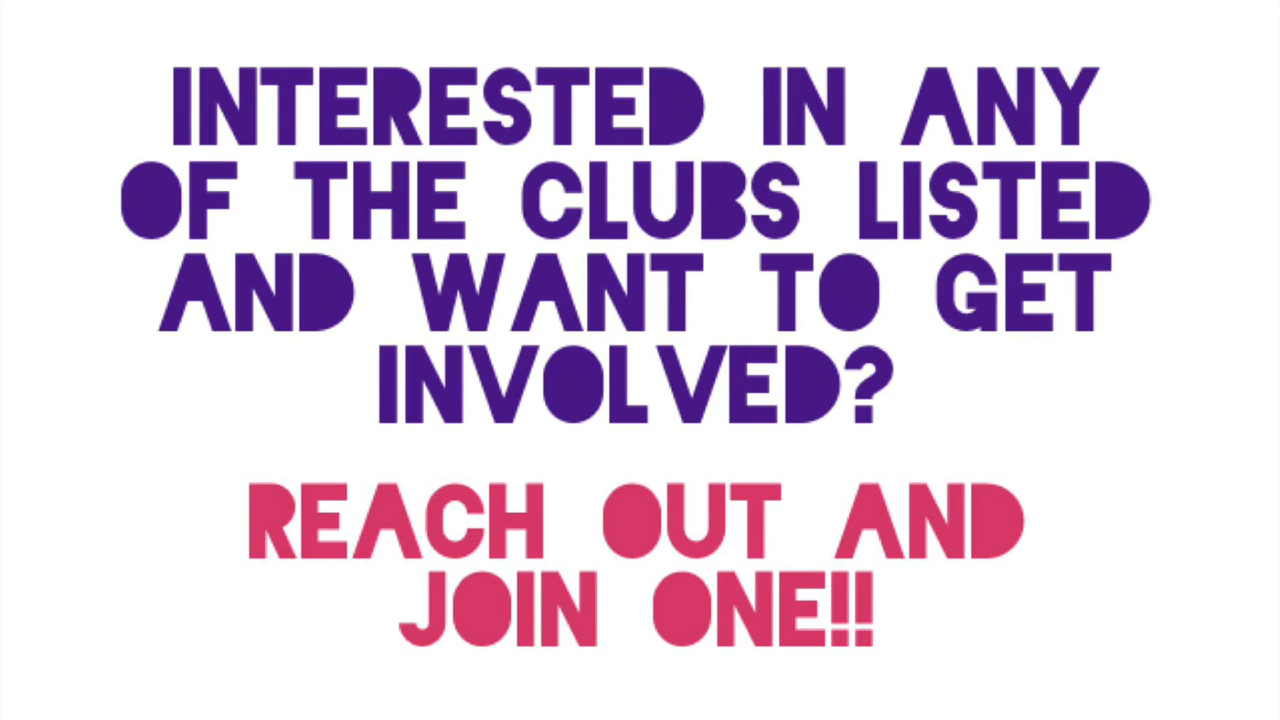 INTERESTED IN ANY
OF THE CLUBS LISTED
AND WANT TO GET
INVOLVED?
REACH OUT AND
JOIN ONE!!